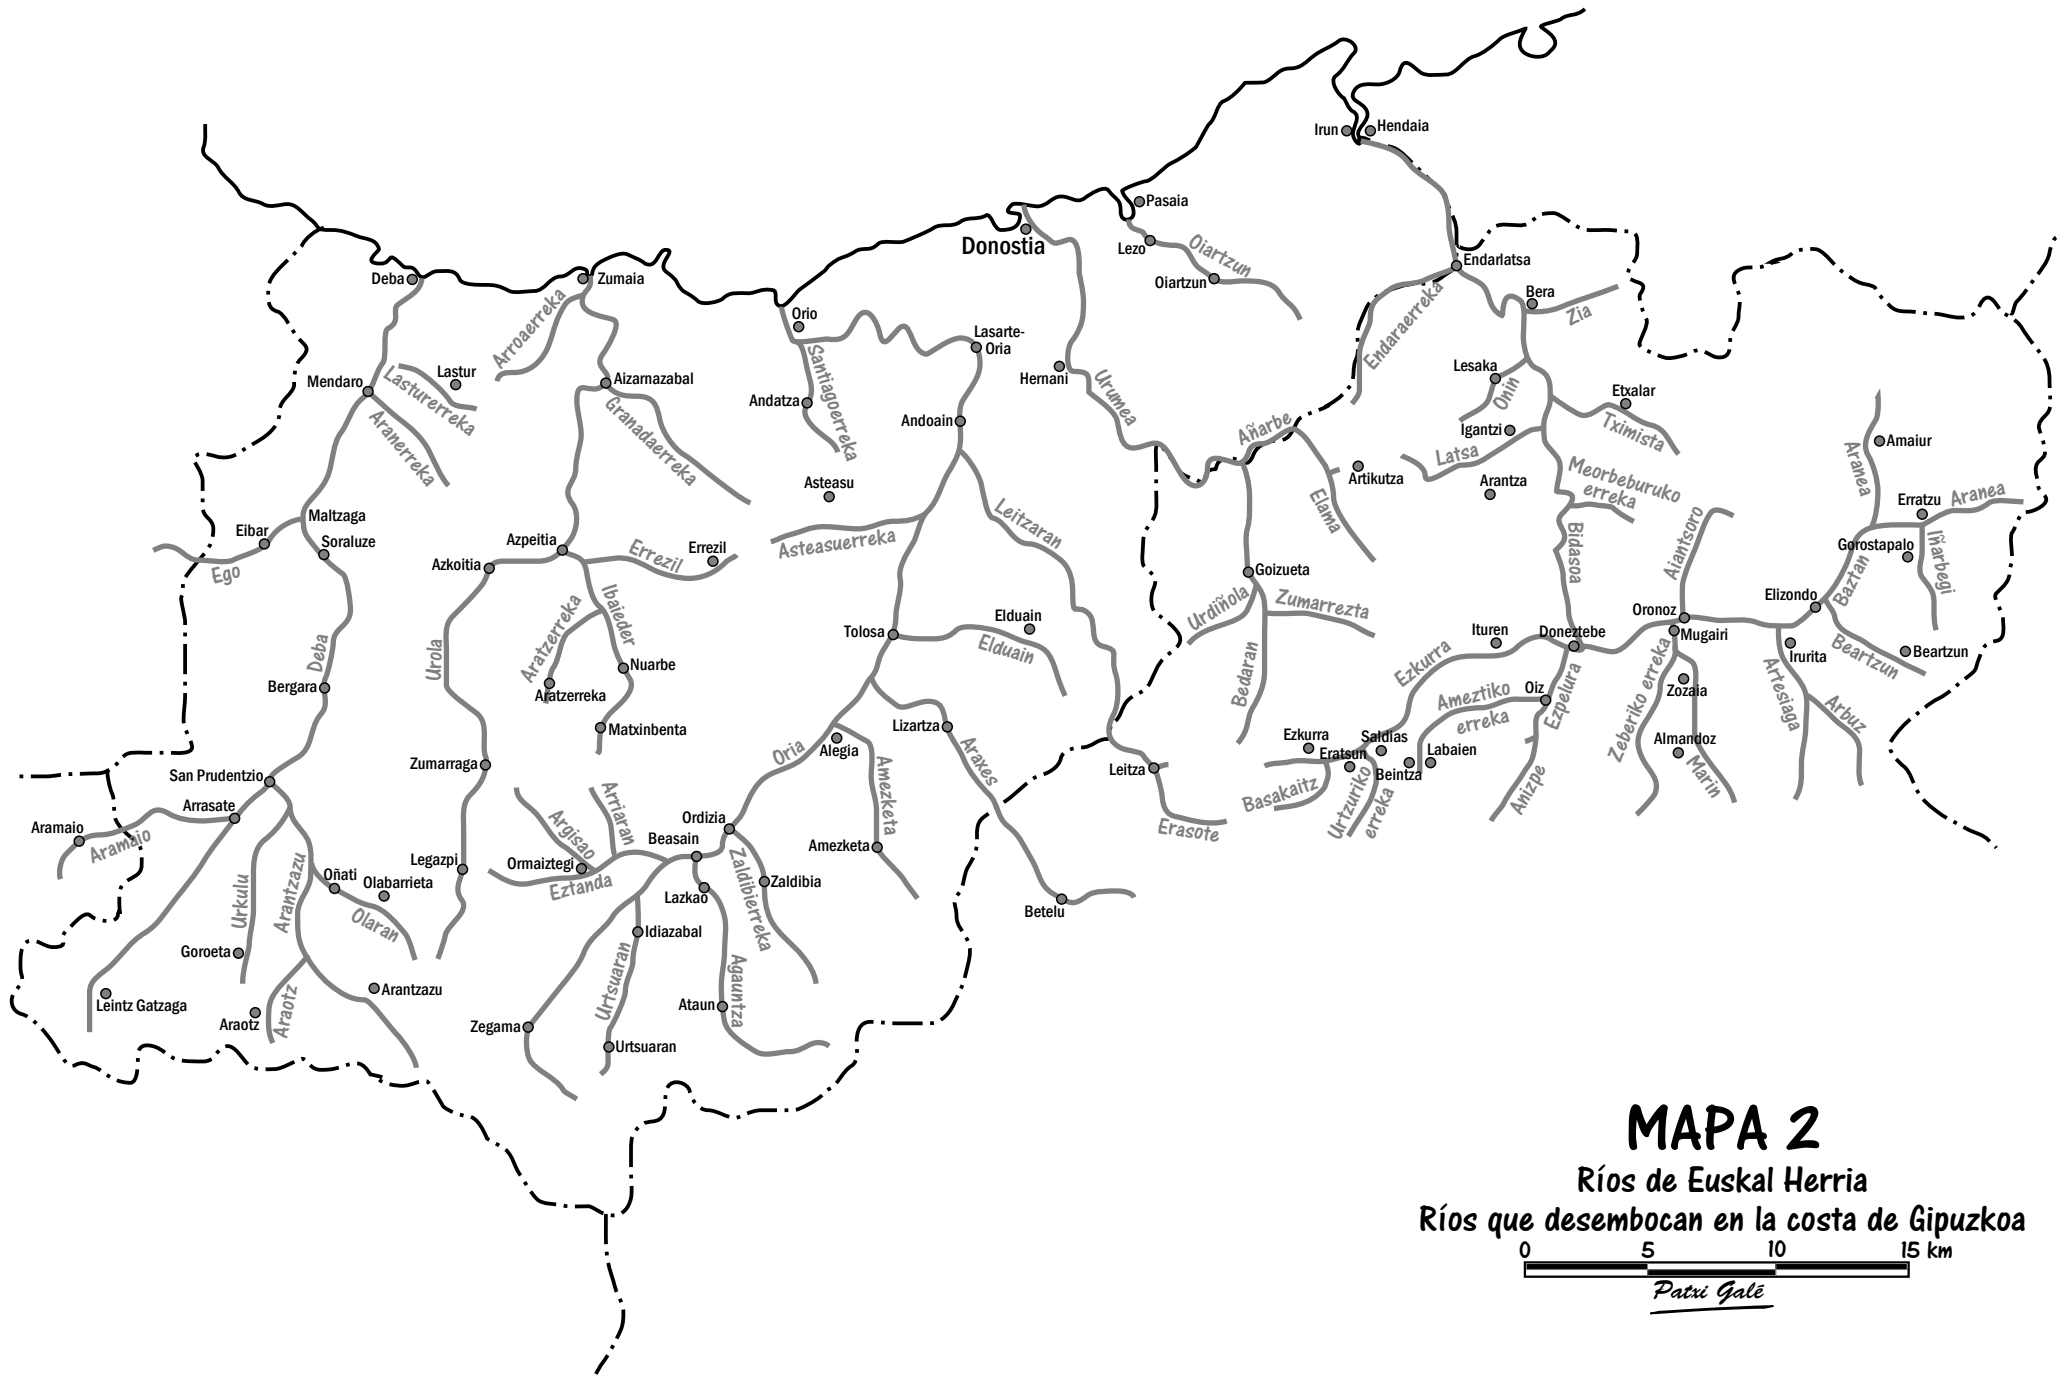 Irun
Hendaia
Pasaia
Donostia
Lezo
Oiartzun
Oiartzun
Endarlatsa
Deba
Zumaia
Arroaerreka
Orio
Lasarte-
Oria
Santiagoerreka
Bera
Zia
Endaraerreka
Mendaro
Lastur
Lasturerreka
Aranerreka
Aizarnazabal
Granadaerreka
Andatza
Andoain
Hernani
Urumea
Añarbe
Lesaka
Onin
Etxalar
Tximista
Igantzi
Latsa
Arantza
Meorbeburuko
erreka
Artikutza
Elama
Amaiur
Aranea
Erratzu
Aranea
Asteasu
Asteasuerreka
Leitzaran
Eibar
Maltzaga
Soraluze
Ego
Azpeitia
Azkoitia
Errezil
Errezil
Ibaieder
Aratzerreka
Aratzerreka
Nuarbe
Matxinbenta
Goizueta
Urdiñola
Zumarrezta
Bedaran
Bidasoa
Aiantsoro
Gorostapalo
Iñarbegi
Baztan
Elizondo
Oronoz
Mugairi
Beartzun
Beartzun
Irurita
Artesiaga
Arbuz
Deba
Bergara
Urola
Tolosa
Elduain
Elduain
Ituren
Doneztebe
Ezkurra
Ameztiko
erreka
Oiz
Ezpelura
Zeberiko erreka
Zozaia
Almandoz
Marin
Lizartza
Araxes
Alegia
Oria
Amezketa
Amezketa
Leitza
Erasote
Ezkurra
Eratsun
Saldias
Beintza
Labaien
Basakaitz
Urtzuriko
erreka
Anizpe
San Prudentzio
Arrasate
Aramaio
Aramaio
Zumarraga
Legazpi
Arriaran
Argisao
Ormaiztegi
Eztanda
Beasain
Ordizia
Lazkao
Zaldibierreka
Zaldibia
Betelu
Urkulu
Arantzazu
Oñati
Olabarrieta
Olaran
Goroeta
Leintz Gatzaga
Araotz
Araotz
Arantzazu
Idiazabal
Urtsuaran
Agauntza
Ataun
Zegama
Urtsuaran
MAPA 2
Ríos de Euskal Herria
Ríos que desembocan en la costa de Gipuzkoa
0 5 10 15 km
Patxi Galé